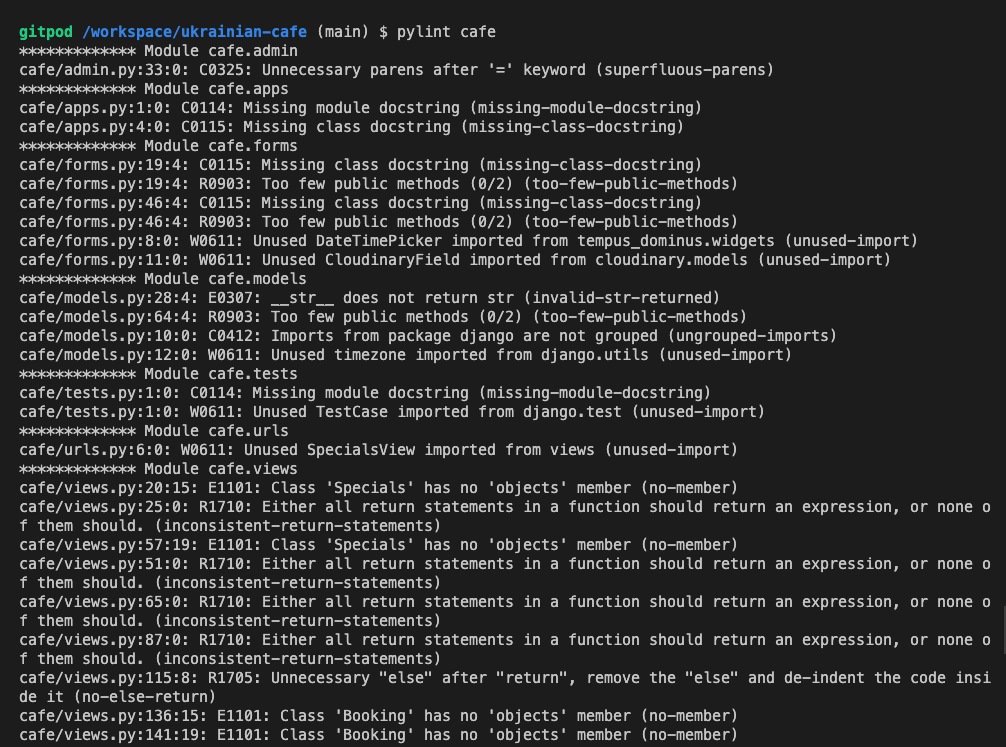 gitpod /workspace/ukrainian-cafe (main) $ pylint cafe
************* Module cafe.admin
cafe/admin.py:33:0: C0325: Unnecessary parens after '=' keyword (superfluous-parens)
************* Module cafe.apps
cafe/apps.py:1:0: C0114: Missing module docstring (missing-module-docstring)
cafe/apps.py:4:0: C0115: Missing class docstring (missing-class-docstring)
************* Module cafe.forms
cafe/forms.py:19:4: C0115: Missing class docstring (missing-class-docstring)
cafe/forms.py:19:4: R0903: Too few public methods (0/2) (too-few-public-methods)
cafe/forms.py:46:4: C0115: Missing class docstring (missing-class-docstring)
cafe/forms.py:46:4: R0903: Too few public methods (0/2) (too-few-public-methods)
cafe/forms.py:8:0: W0611: Unused DateTimePicker imported from tempus_dominus.widgets (unused-import)
cafe/forms.py:11:0: W0611: Unused CloudinaryField imported from cloudinary.models (unused-import)
************* Module cafe.models
cafe/models.py:28:4: E0307: __str__ does not return str (invalid-str-returned)
cafe/models.py:64:4: R0903: Too few public methods (0/2) (too-few-public-methods)
cafe/models.py:10:0: C0412: Imports from package django are not grouped (ungrouped-imports)
cafe/models.py:12:0: W0611: Unused timezone imported from django.utils (unused-import)
************* Module cafe.tests
cafe/tests.py:1:0: C0114: Missing module docstring (missing-module-docstring)
cafe/tests.py:1:0: W0611: Unused TestCase imported from django.test (unused-import)
************* Module cafe.urls
cafe/urls.py:6:0: W0611: Unused SpecialsView imported from views (unused-import)
************* Module cafe.views
cafe/views.py:20:15: E1101: Class 'Specials' has no 'objects' member (no-member)
cafe/views.py:25:0: R1710: Either all return statements in a function should return an expression, or none o
f them should. (inconsistent-return-statements)
cafe/views.py:57:19: E1101: Class 'Specials' has no 'objects' member (no-member)
cafe/views.py:51:0: R1710: Either all return statements in a function should return an expression, or none o
f them should. (inconsistent-return-statements)
cafe/views.py:65:0: R1710: Either all return statements in a function should return an expression, or none o
f them should. (inconsistent-return-statements)
cafe/views.py:87:0: R1710: Either all return statements in a function should return an expression, or none o
f them should. (inconsistent-return-statements)
cafe/views.py:115:8: R1705: Unnecessary "else" after "return", remove the "else" and de-indent the code insi
de it (no-else-return)
cafe/views.py:136:15: E1101: Class 'Booking' has no 'objects' member (no-member)
cafe/views.py:141:19: E1101: Class 'Booking' has no 'objects' member (no-member)